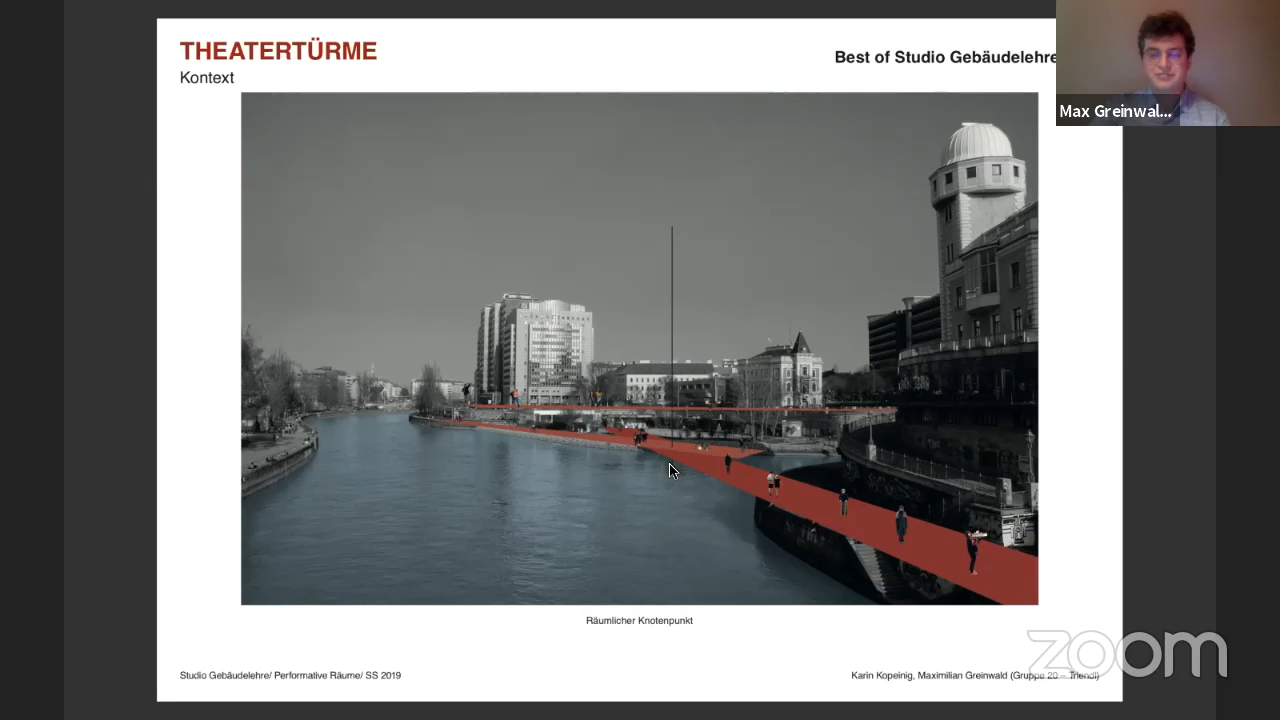 THEATERTÜRME
Best of Studio Gebäudelehre
Kontext
Max Greinwal...
Räumlicher Knotenpunkt
zoom
Studio Gebäudelehre/ Performative Räume/ SS 2019
Karin Kopeinig, Maximilian Greinwald (Gruppe 20 – Triendl)